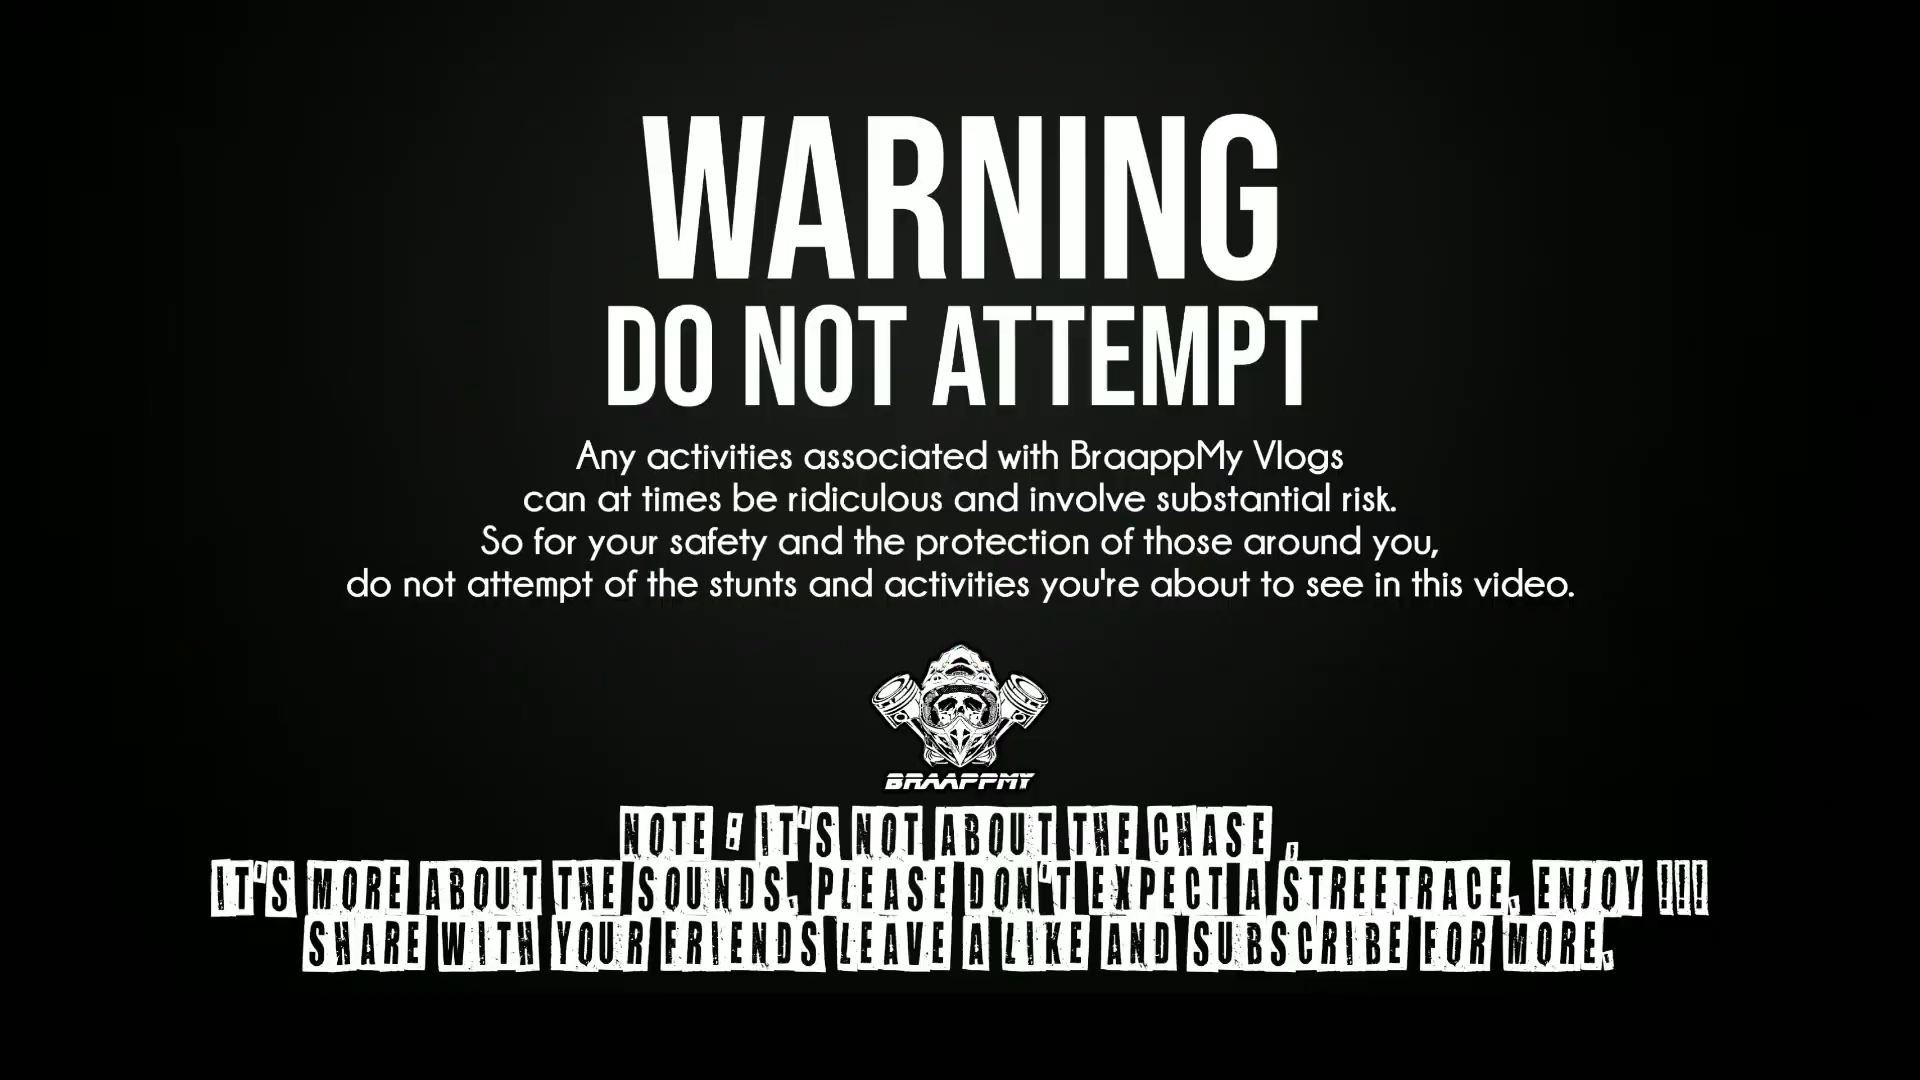 WARNING
DO NOT ATTEMPT
Any activities associated with BraappMy Vlogs
can at times be ridiculous and involve substantial risk.
So for your safety and the protection of those around you,
do not attempt of the stunts and activities you're about to see in this video.
BRAAPPMY
NOTE : IT'S NOT ABOUT THE CHASE ,
IT'S MORE ABOUT THE SOUNDS. PLEASE DON'T EXPECT A STREETRACE. ENJOY !!!
SHARE WITH YOUR FRIENDS LEAVE A LIKE AND SUBSCRIBE FOR MORE.